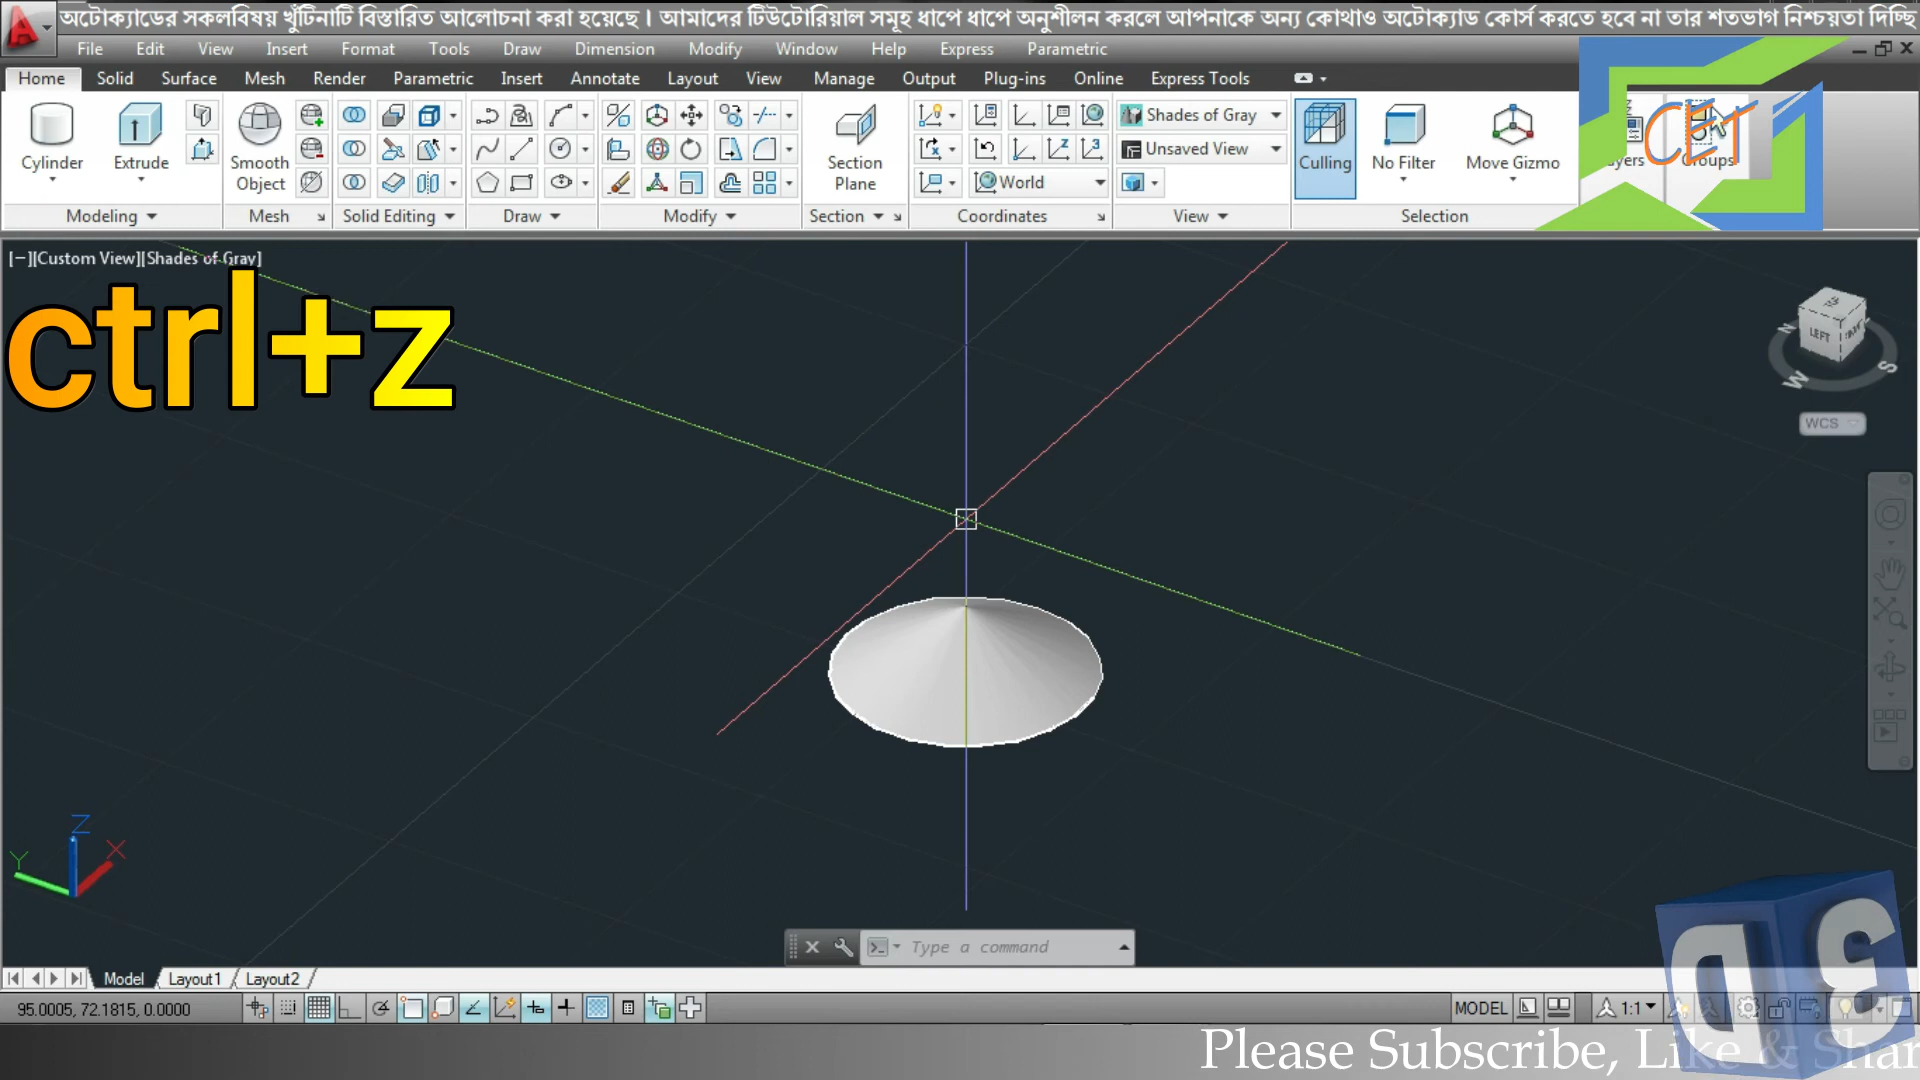 অটোক্যাডের সকলবিষয় খুঁটিনাটি বিস্তারিত আলোচনা করা হয়েছে। আমাদের টিউটোরিয়াল সমূহ ধাপে ধাপে অনুশীলন করলে আপনাকে অন্য কোথাও অটোক্যাড কোর্স করতে হবে না তার শতভাগ নিশ্চয়তা দিচ্ছি
File Edit View Insert Format Tools Draw Dimension Modify Window Help Express Parametric
Home Solid Surface Mesh Render Parametric Insert Annotate Layout View Manage Output Plug-ins Online Express Tools
Shades of Gray
Unsaved View
World
Cylinder Extrude Smooth Object Section Plane Culling No Filter Move Gizmo Groups
CET
Modeling Mesh Solid Editing Draw Modify Section Coordinates View Selection
[−][Custom View][Shades of Gray]
ctrl+z
LEFT
N
W
S
WCS
Z
X
Y
Type a command
Model Layout1 Layout2
95.0005, 72.1815, 0.0000
MODEL
1:1
Please Subscribe, Like & Shar